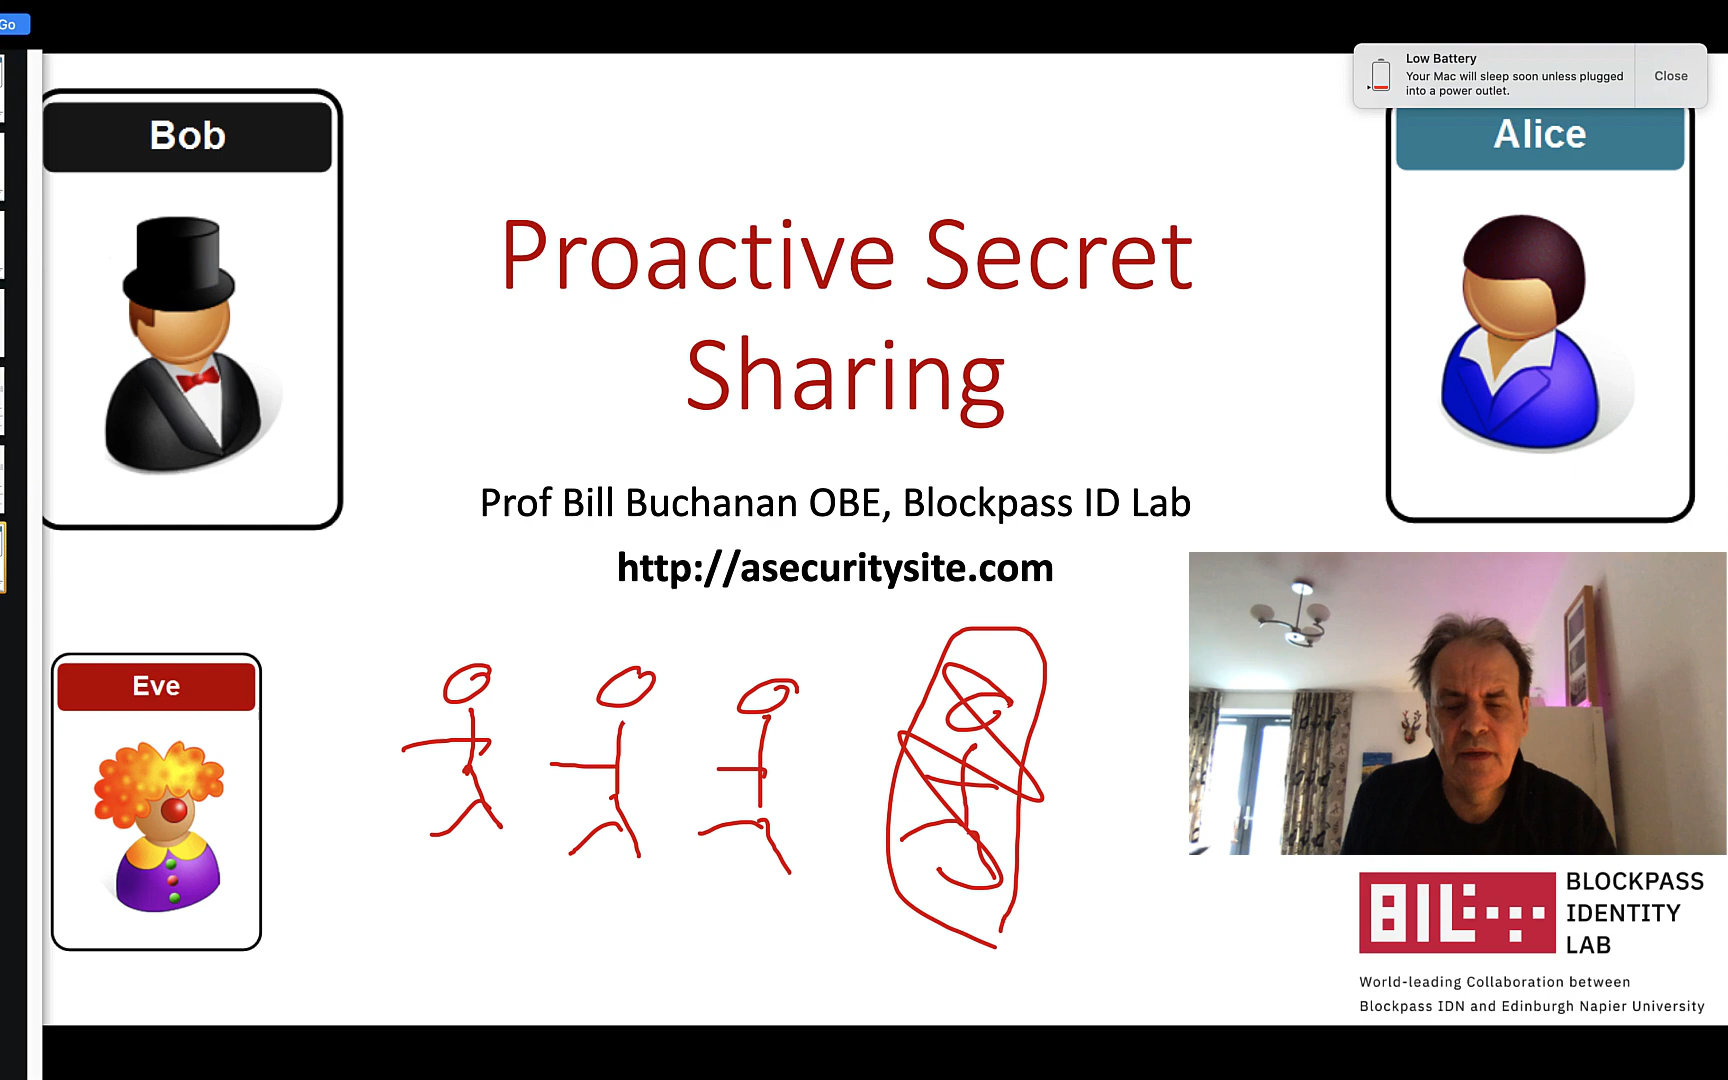 Go
Low Battery
Your Mac will sleep soon unless plugged
into a power outlet.
Close
Bob
Alice
Proactive Secret
Sharing
Prof Bill Buchanan OBE, Blockpass ID Lab
http://asecuritysite.com
Eve
BIL
BLOCKPASS
IDENTITY
LAB
World-leading Collaboration between
Blockpass IDN and Edinburgh Napier University